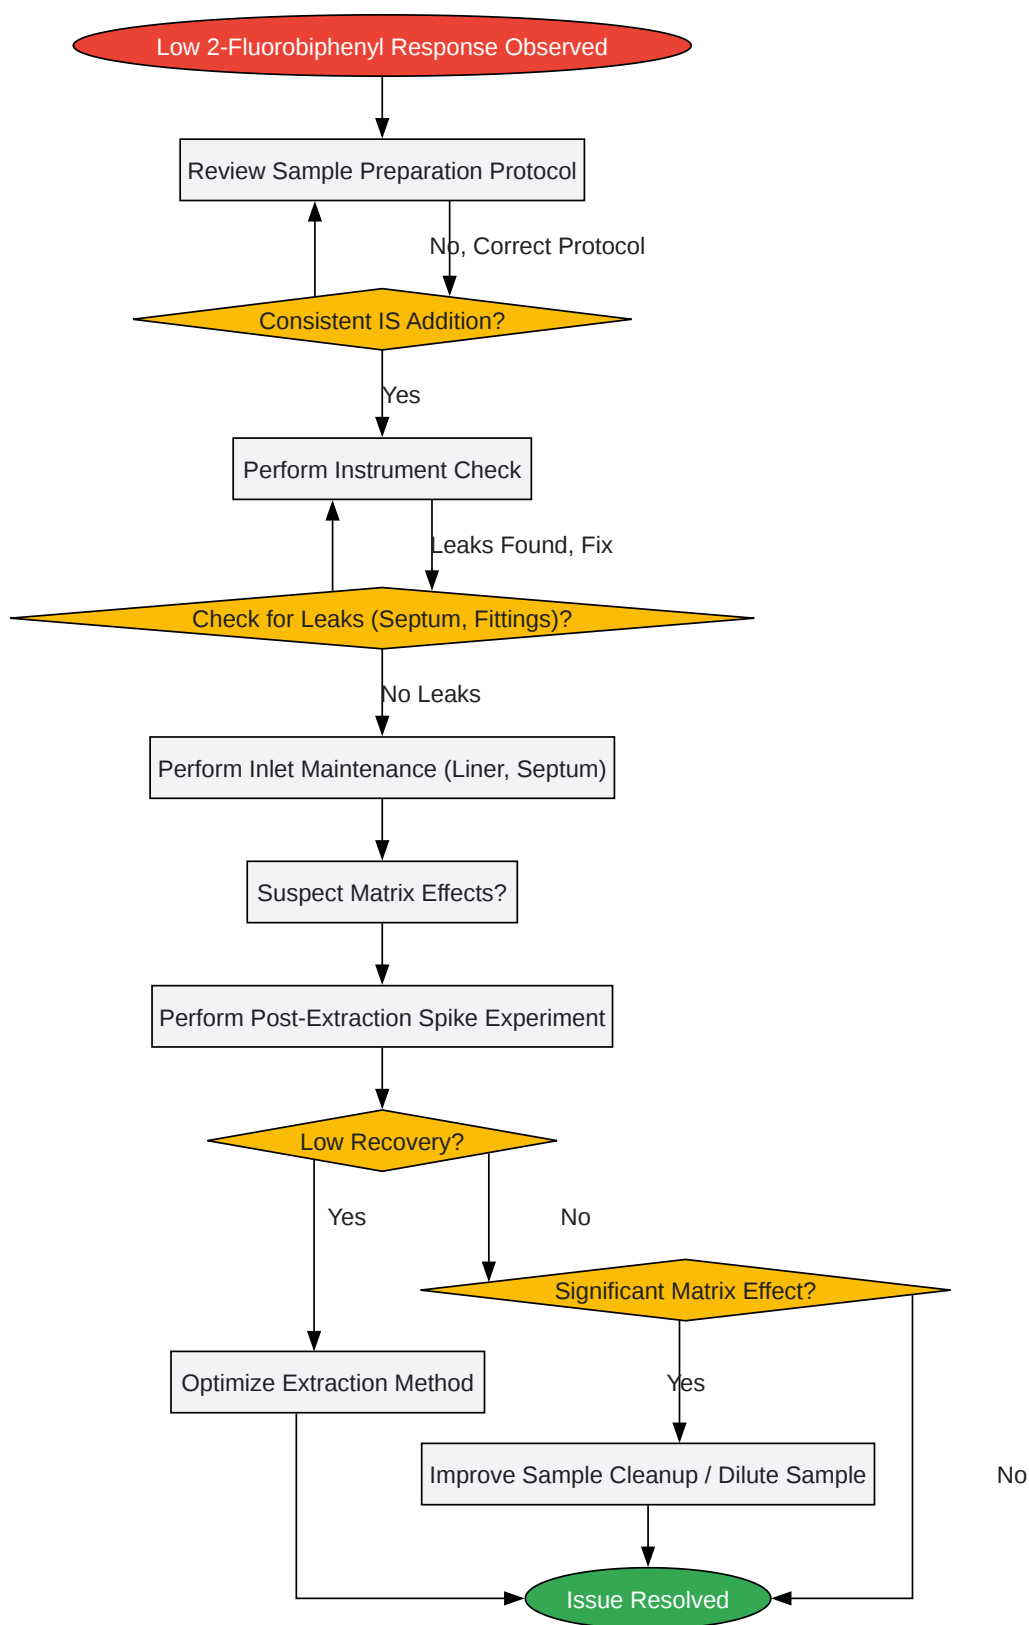 Low 2-Fluorobiphenyl Response Observed
Review Sample Preparation Protocol
No, Correct Protocol
Consistent IS Addition?
Yes
Perform Instrument Check
Leaks Found, Fix
Check for Leaks (Septum, Fittings)?
No Leaks
Perform Inlet Maintenance (Liner, Septum)
Suspect Matrix Effects?
Perform Post-Extraction Spike Experiment
Low Recovery?
Yes
No
Significant Matrix Effect?
Optimize Extraction Method
Yes
Improve Sample Cleanup / Dilute Sample
No
Issue Resolved